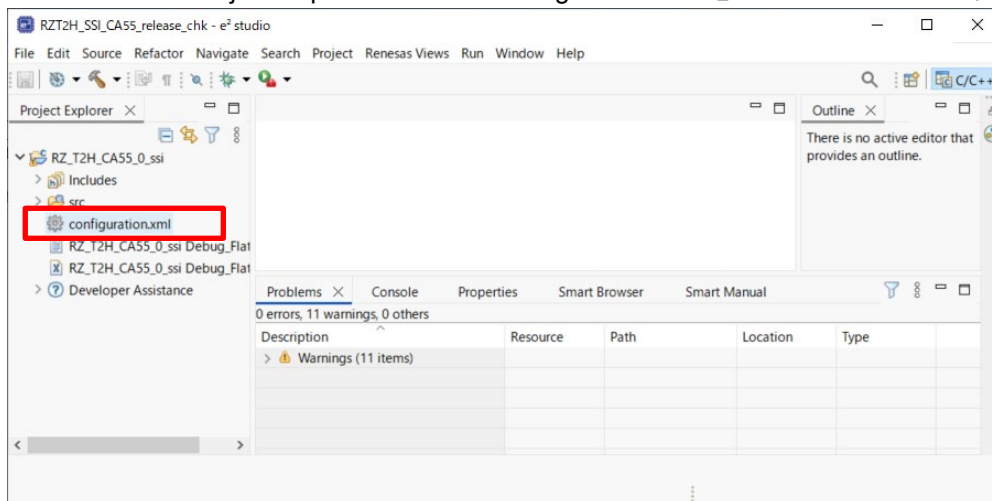 RZT2H_SSI_CA55_release_chk - e² studio
File Edit Source Refactor Navigate Search Project Renesas Views Run Window Help
C/C++
Project Explorer
RZ_T2H_CA55_0_ssi
Includes
src
configuration.xml
RZ_T2H_CA55_0_ssi Debug_Flat
RZ_T2H_CA55_0_ssi Debug_Flat
Developer Assistance
Outline
There is no active editor that
provides an outline.
Problems Console Properties Smart Browser Smart Manual
0 errors, 11 warnings, 0 others
Description Resource Path Location Type
Warnings (11 items)